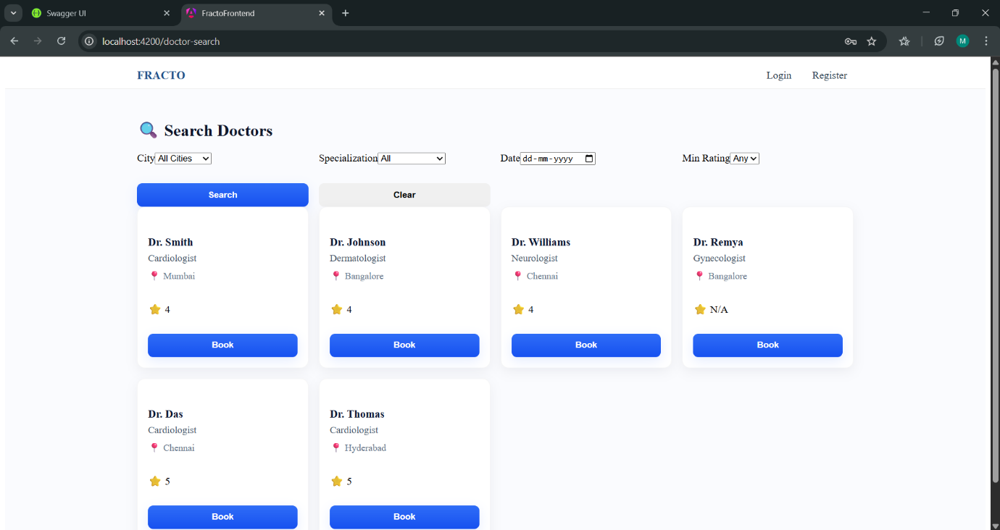 Swagger UI
FractoFrontend
localhost:4200/doctor-search
M
FRACTO
Login Register
Search Doctors
City All Cities Specialization All Date dd-mm-yyyy Min Rating Any
Search Clear
Dr. Smith Dr. Johnson Dr. Williams Dr. Remya
Cardiologist Dermatologist Neurologist Gynecologist
Mumbai Bangalore Chennai Bangalore
4 4 4 N/A
Book Book Book Book
Dr. Das Dr. Thomas
Cardiologist Cardiologist
Chennai Hyderabad
5 5
Book Book